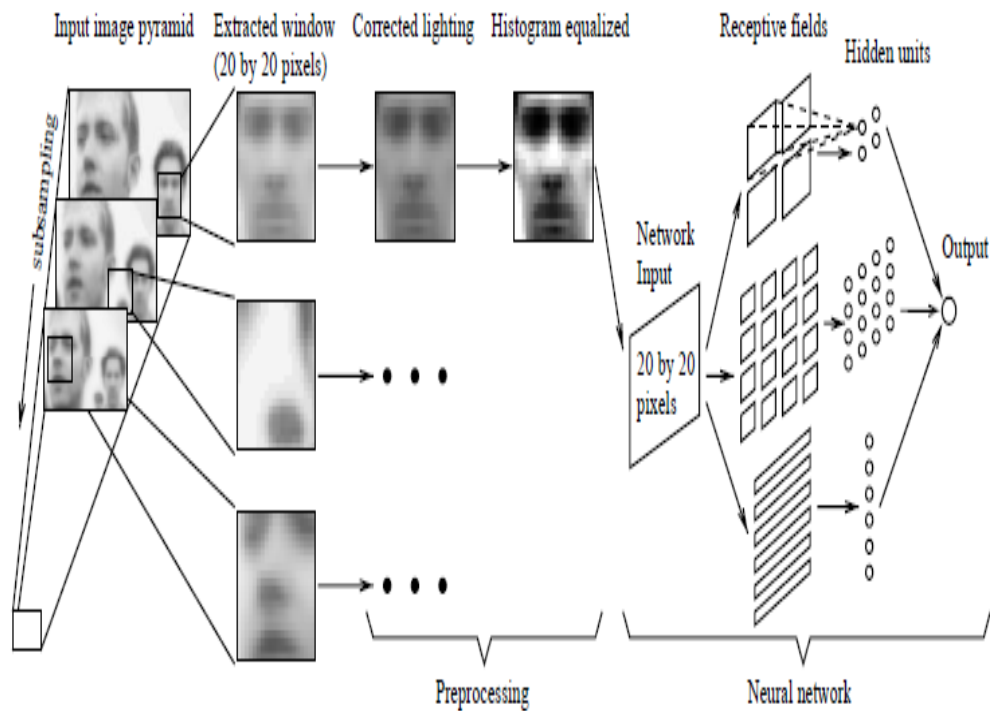 Input image pyramid
Extracted window
(20 by 20 pixels)
Corrected lighting
Histogram equalized
Receptive fields
Hidden units
subsampling
Network
Input
Output
20 by 20
pixels
Preprocessing
Neural network